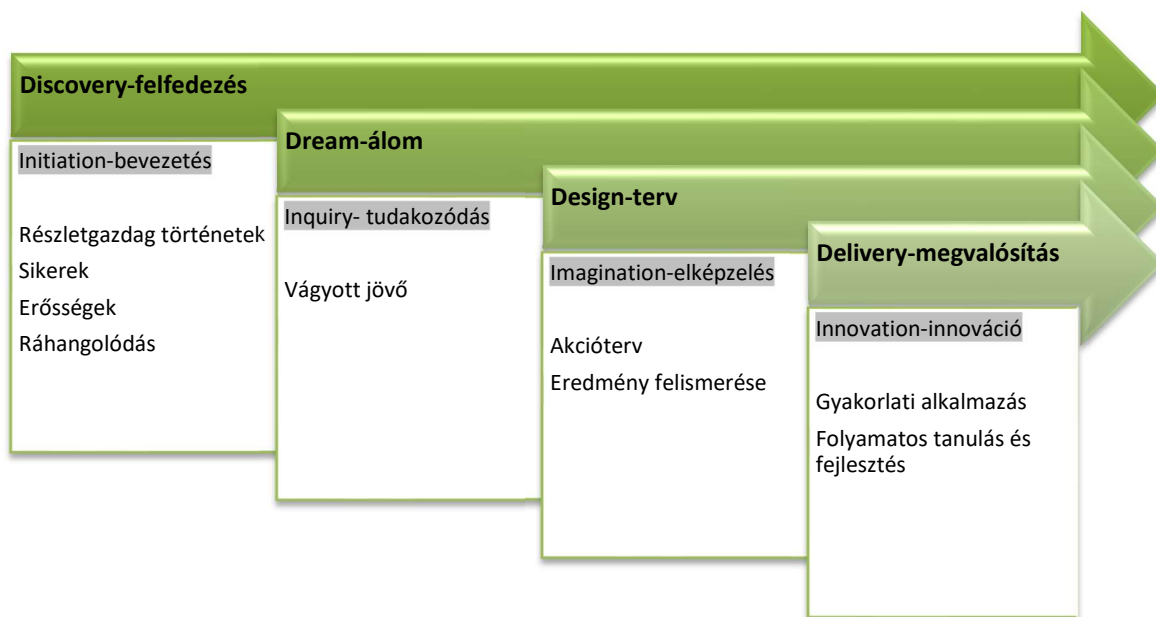 Discovery-felfedezés
Initiation-bevezetés
Részletgazdag történetek
Sikerek
Erősségek
Ráhangolódás
Dream-álom
Inquiry- tudakozódás
Vágyott jövő
Design-terv
Imagination-elképzelés
Akcióterv
Eredmény felismerése
Delivery-megvalósítás
Innovation-innováció
Gyakorlati alkalmazás
Folyamatos tanulás és
fejlesztés